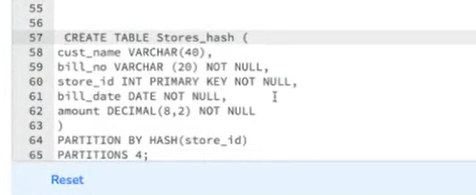 55
56
57 CREATE TABLE Stores_hash (
58 cust_name VARCHAR(40),
59 bill_no VARCHAR (20) NOT NULL,
60 store_id INT PRIMARY KEY NOT NULL,
61 bill_date DATE NOT NULL,
62 amount DECIMAL(8,2) NOT NULL
63 )
64 PARTITION BY HASH(store_id)
65 PARTITIONS 4;
Reset